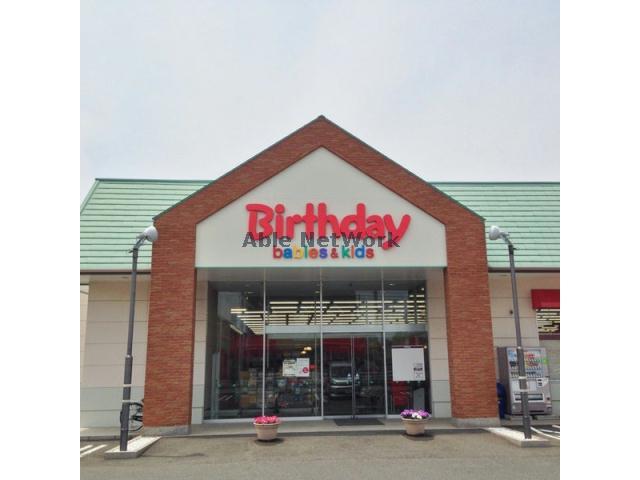 Birthday
Able NetWork
babies & kids